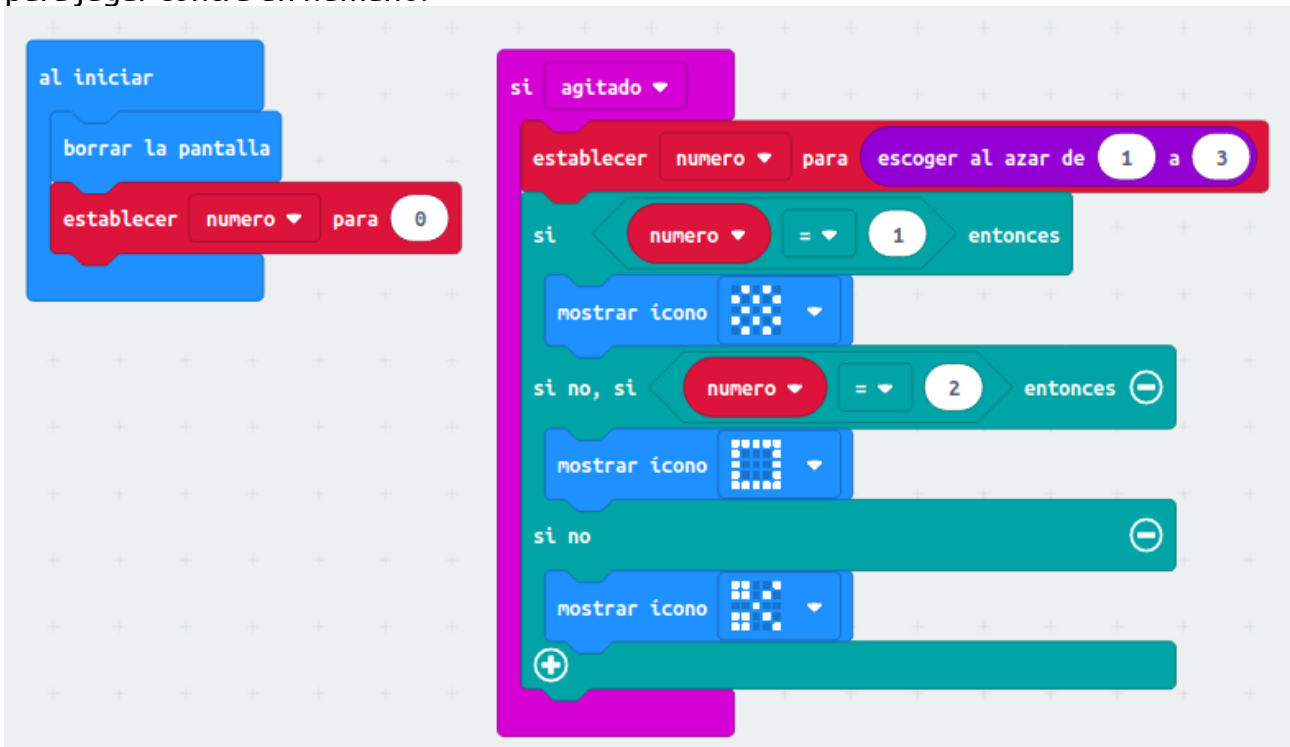 al iniciar
borrar la pantalla
establecer numero para 0
si agitado
establecer numero para escoger al azar de 1 a 3
si numero = 1 entonces
mostrar ícono
si no, si numero = 2 entonces
mostrar ícono
si no
mostrar ícono